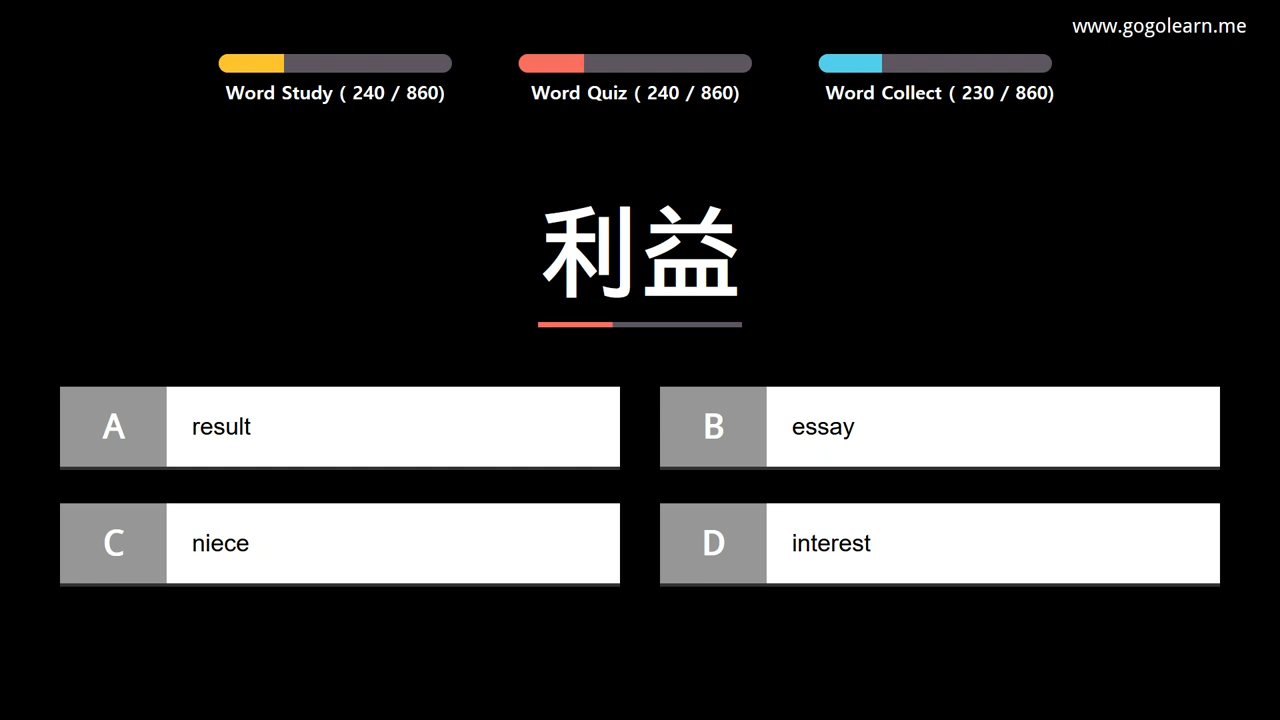 www.gogolearn.me
Word Study ( 240 / 860)
Word Quiz ( 240 / 860)
Word Collect ( 230 / 860)
利益
A result
B essay
C niece
D interest